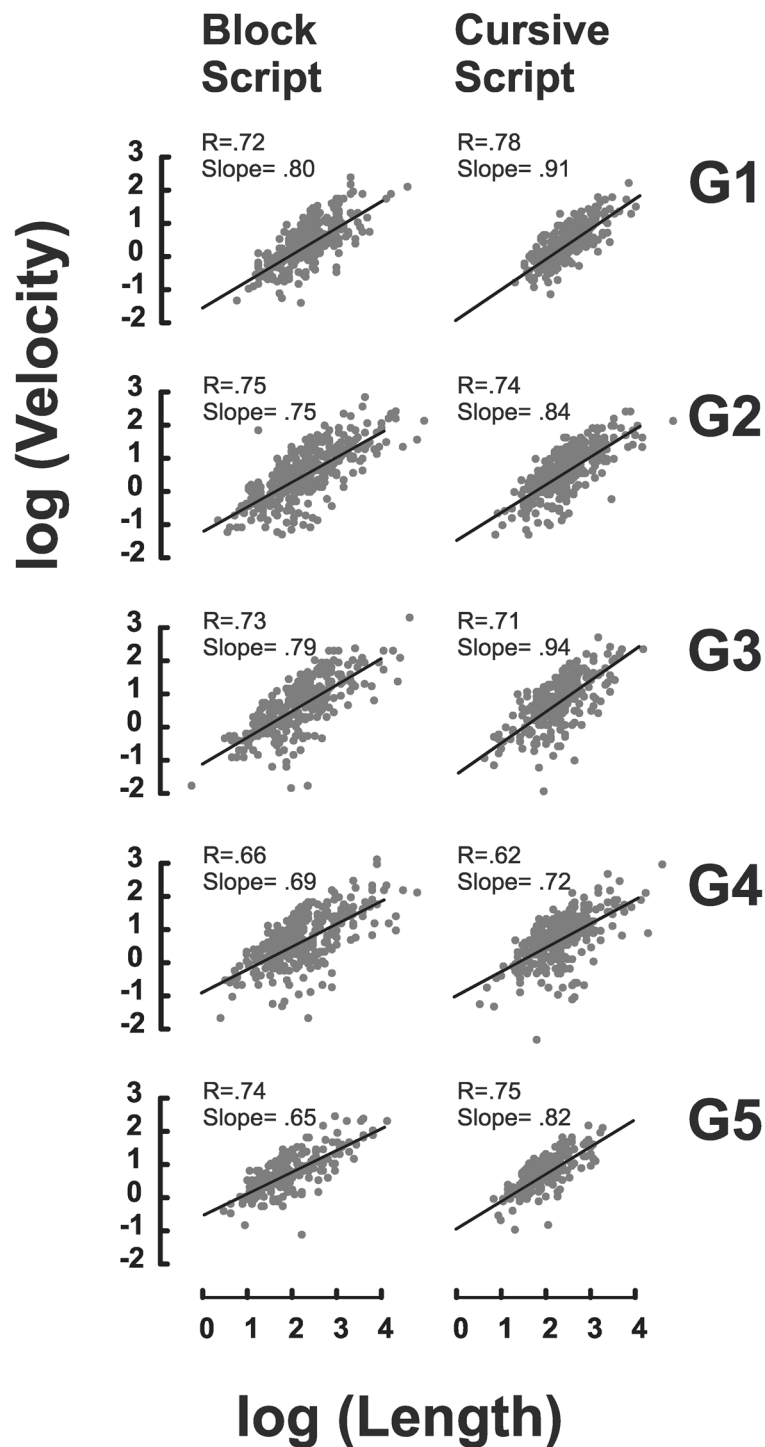 Block Script
Cursive Script
R=.72
Slope= .80
R=.78
Slope= .91
G1
3
2
1
0
-1
-2
R=.75
Slope= .75
R=.74
Slope= .84
G2
3
2
1
0
-1
-2
R=.73
Slope= .79
R=.71
Slope= .94
G3
3
2
1
0
-1
-2
R=.66
Slope= .69
R=.62
Slope= .72
G4
3
2
1
0
-1
-2
R=.74
Slope= .65
R=.75
Slope= .82
G5
3
2
1
0
-1
-2
log (Velocity)
0 1 2 3 4
0 1 2 3 4
log (Length)